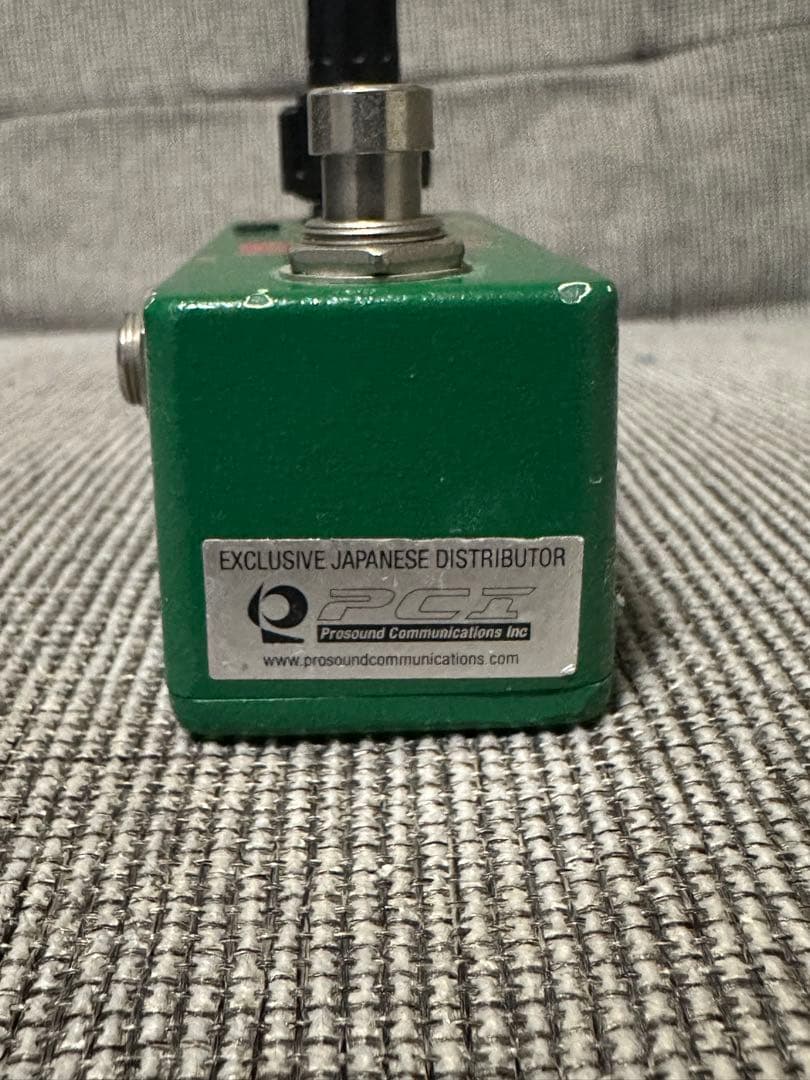 EXCLUSIVE JAPANESE DISTRIBUTOR
PCI
Prosound Communications Inc
www.prosoundcommunications.com